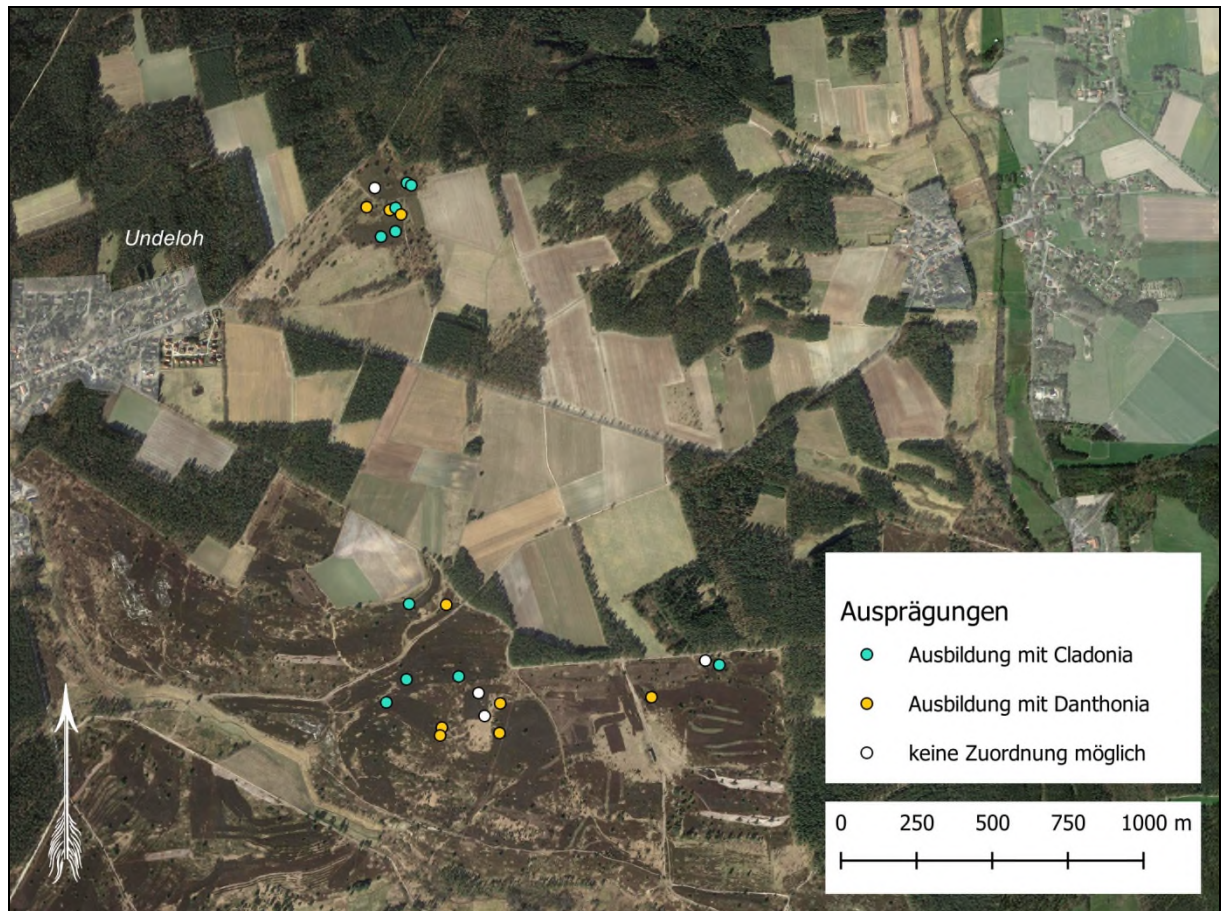 Undeloh
Ausprägungen
Ausbildung mit Cladonia
Ausbildung mit Danthonia
keine Zuordnung möglich
0 250 500 750 1000 m